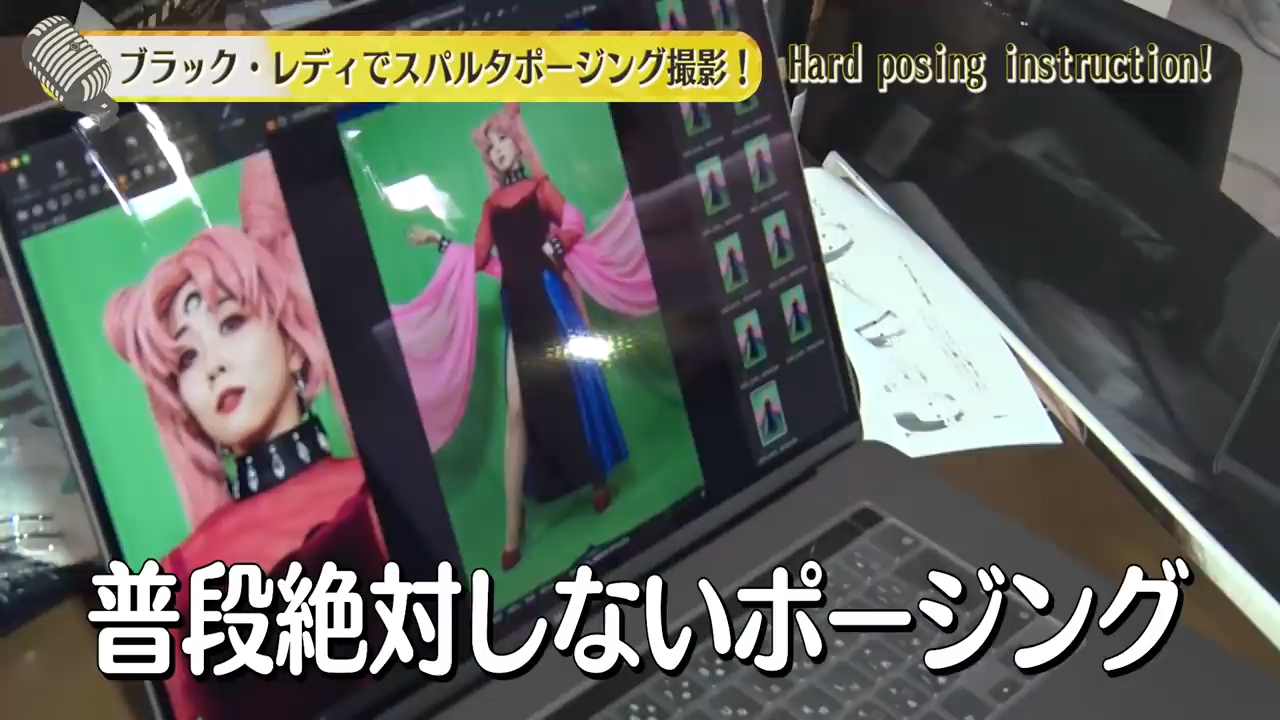 ブラック・レディでスパルタポージング撮影！
Hard posing instruction!
普段絶対しないポージング